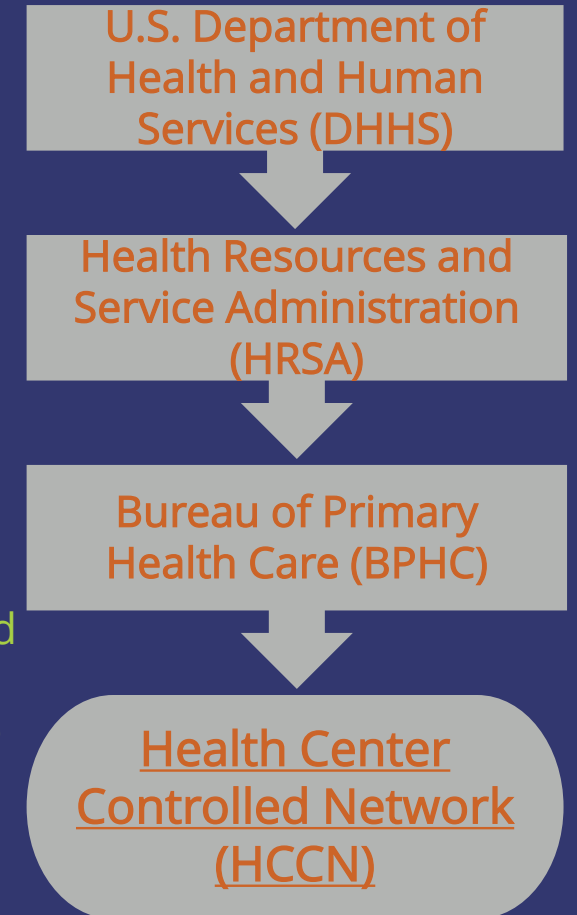 U.S. Department of
Health and Human
Services (DHHS)
Health Resources and
Service Administration
(HRSA)
Bureau of Primary
Health Care (BPHC)
d
Health Center
Controlled Network
(HCCN)